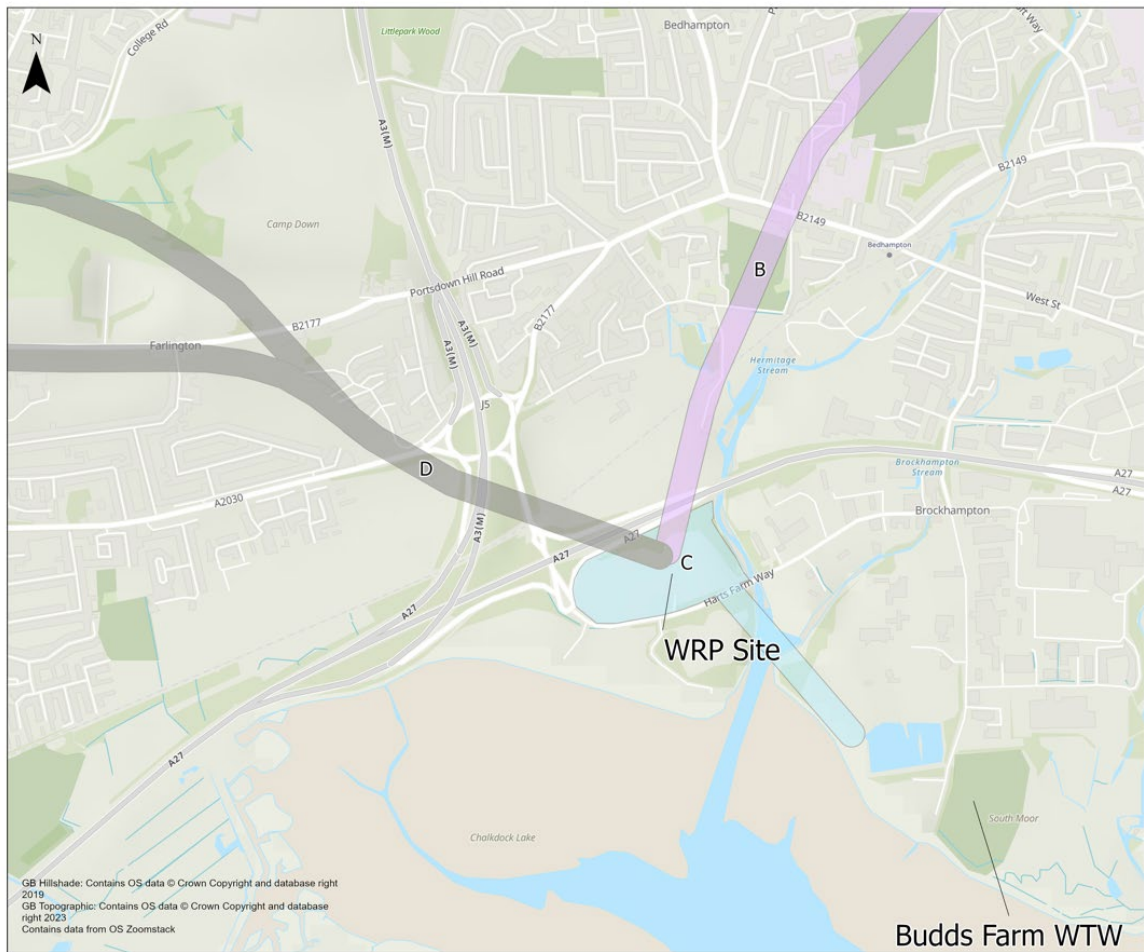 N
College Rd
Littlepark Wood
Bedhampton
A3(M)
B2149
B2149
Bedhampton
Camp Down
Portsdown Hill Road
B
West St
B2177
B2177
A3(M)
A3(M)
Farlington
Hermitage
Stream
J5
D
A2030
Brockhampton
Stream
A27
A27
Brockhampton
A3(M)
A27
A27
C
Harts Farm Way
A27
WRP Site
A27
South Moor
Chalkdock Lake
GB Hillshade: Contains OS data © Crown Copyright and database right
2019
GB Topographic: Contains OS data © Crown Copyright and database
right 2023
Contains data from OS Zoomstack
Budds Farm WTW